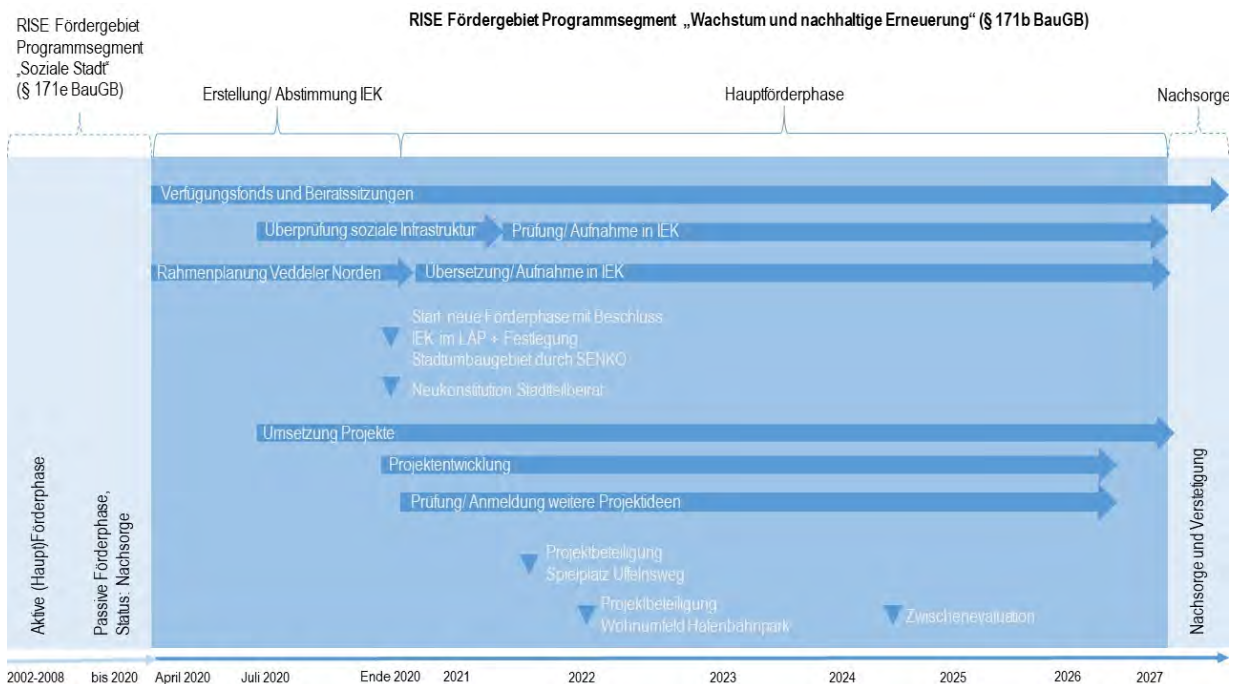 RISE Fördergebiet Programmsegment „Wachstum und nachhaltige Erneuerung“ (§ 171b BauGB)
RISE Fördergebiet
Programmsegment
„Soziale Stadt“
(§ 171e BauGB)
Erstellung/ Abstimmung IEK
Hauptförderphase
Nachsorge
Verfügungsfonds und Beiratssitzungen
Überprüfung soziale Infrastruktur
Prüfung/ Aufnahme in IEK
Rahmenplanung Veddeler Norden
Übersetzung/ Aufnahme in IEK
Start neue Förderphase mit Beschluss
IEK im LAP + Festlegung
Stadtumbaugebiet durch SENKO
Neukonstitution Stadtteilbeirat
Umsetzung Projekte
Projektentwicklung
Prüfung/ Anmeldung weitere Projektideen
Projektbeteiligung
Spielplatz Uffelnsweg
Projektbeteiligung
Wohnumfeld Hafenbahnpark
Zwischenevaluation
Aktive (Haupt)Förderphase
Passive Förderphase,
Status: Nachsorge
Nachsorge und Verstetigung
2002-2008
bis 2020
April 2020
Juli 2020
Ende 2020
2021
2022
2023
2024
2025
2026
2027